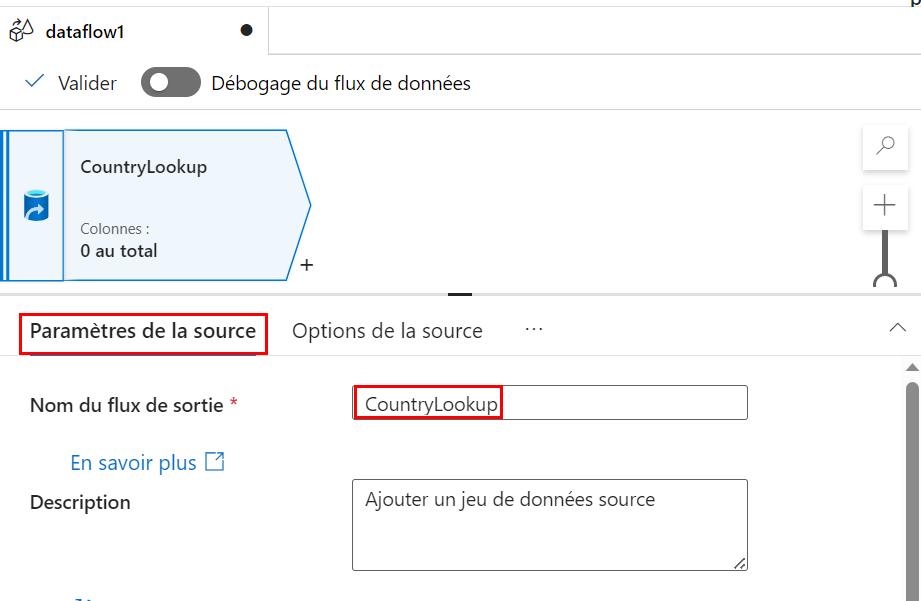 dataflow1
Valider
Débogage du flux de données
CountryLookup
Colonnes :
0 au total
Paramètres de la source
Options de la source
Nom du flux de sortie *
CountryLookup
En savoir plus
Description
Ajouter un jeu de données source